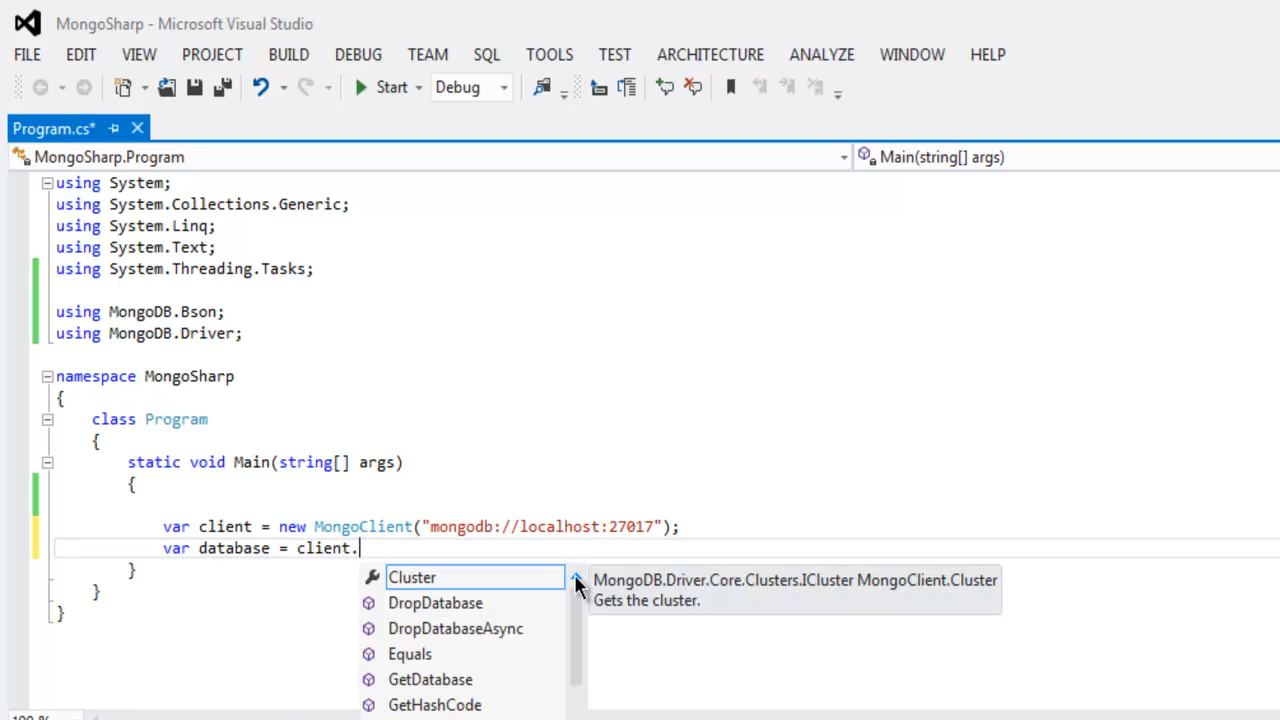 MongoSharp - Microsoft Visual Studio
FILE EDIT VIEW PROJECT BUILD DEBUG TEAM SQL TOOLS TEST ARCHITECTURE ANALYZE WINDOW HELP
Start Debug
Program.cs*
MongoSharp.Program Main(string[] args)
using System;
using System.Collections.Generic;
using System.Linq;
using System.Text;
using System.Threading.Tasks;
using MongoDB.Bson;
using MongoDB.Driver;
namespace MongoSharp
{
class Program
{
static void Main(string[] args)
{
var client = new MongoClient("mongodb://localhost:27017");
var database = client.
}
}
}
Cluster
DropDatabase
DropDatabaseAsync
Equals
GetDatabase
GetHashCode
MongoDB.Driver.Core.Clusters.ICluster MongoClient.Cluster
Gets the cluster.